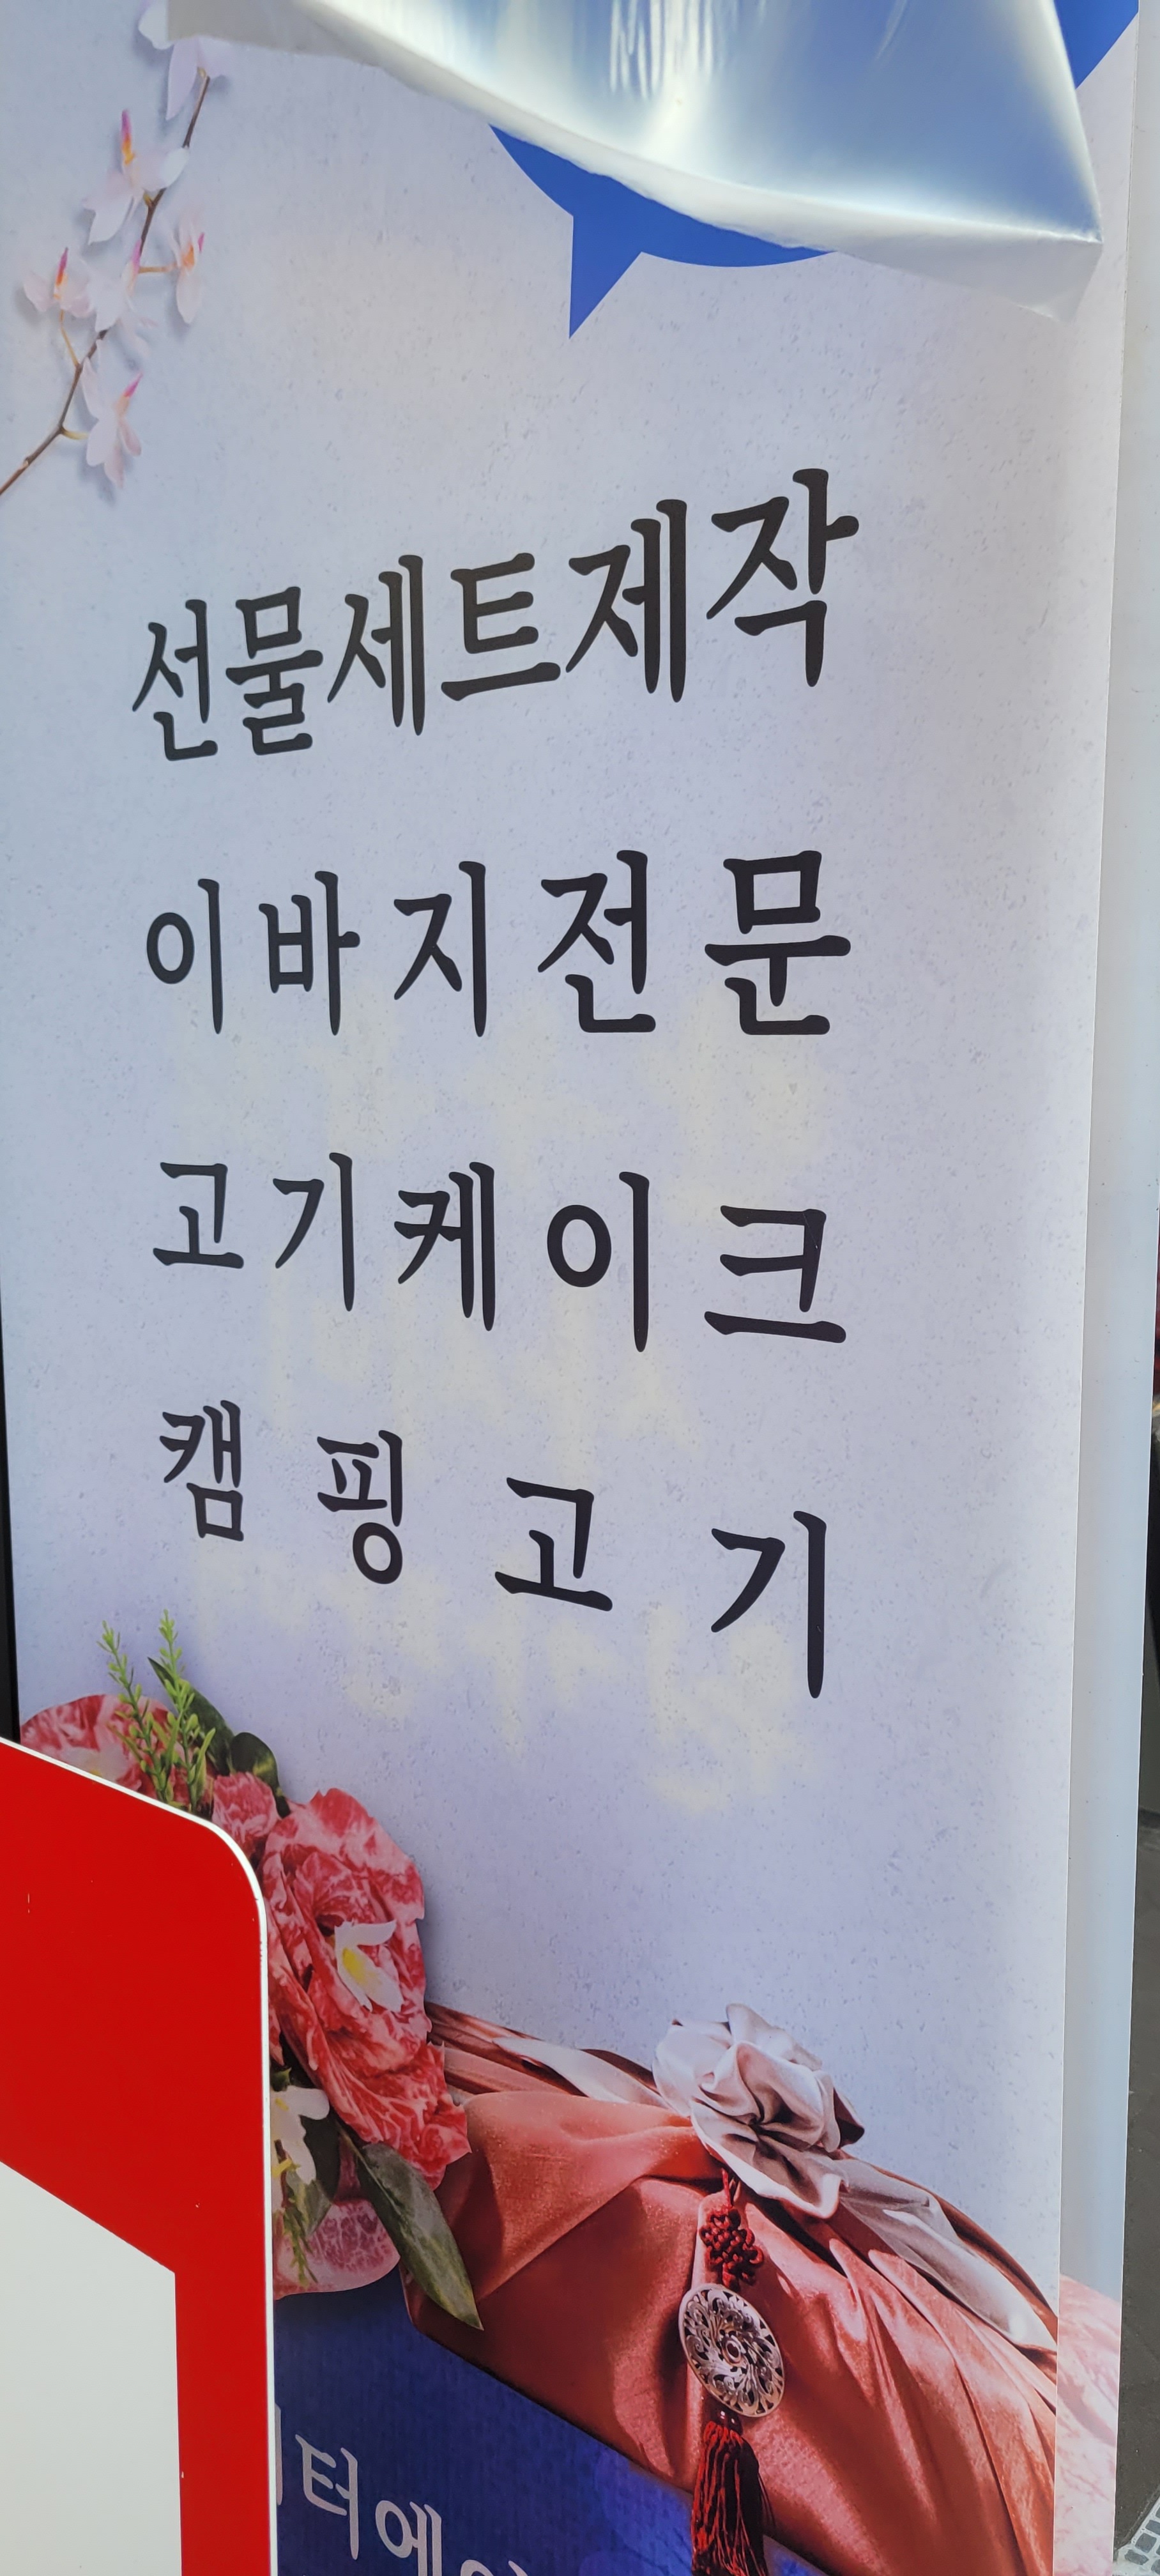 선물세트제작
이바지전문
고기케이크
캠핑고기